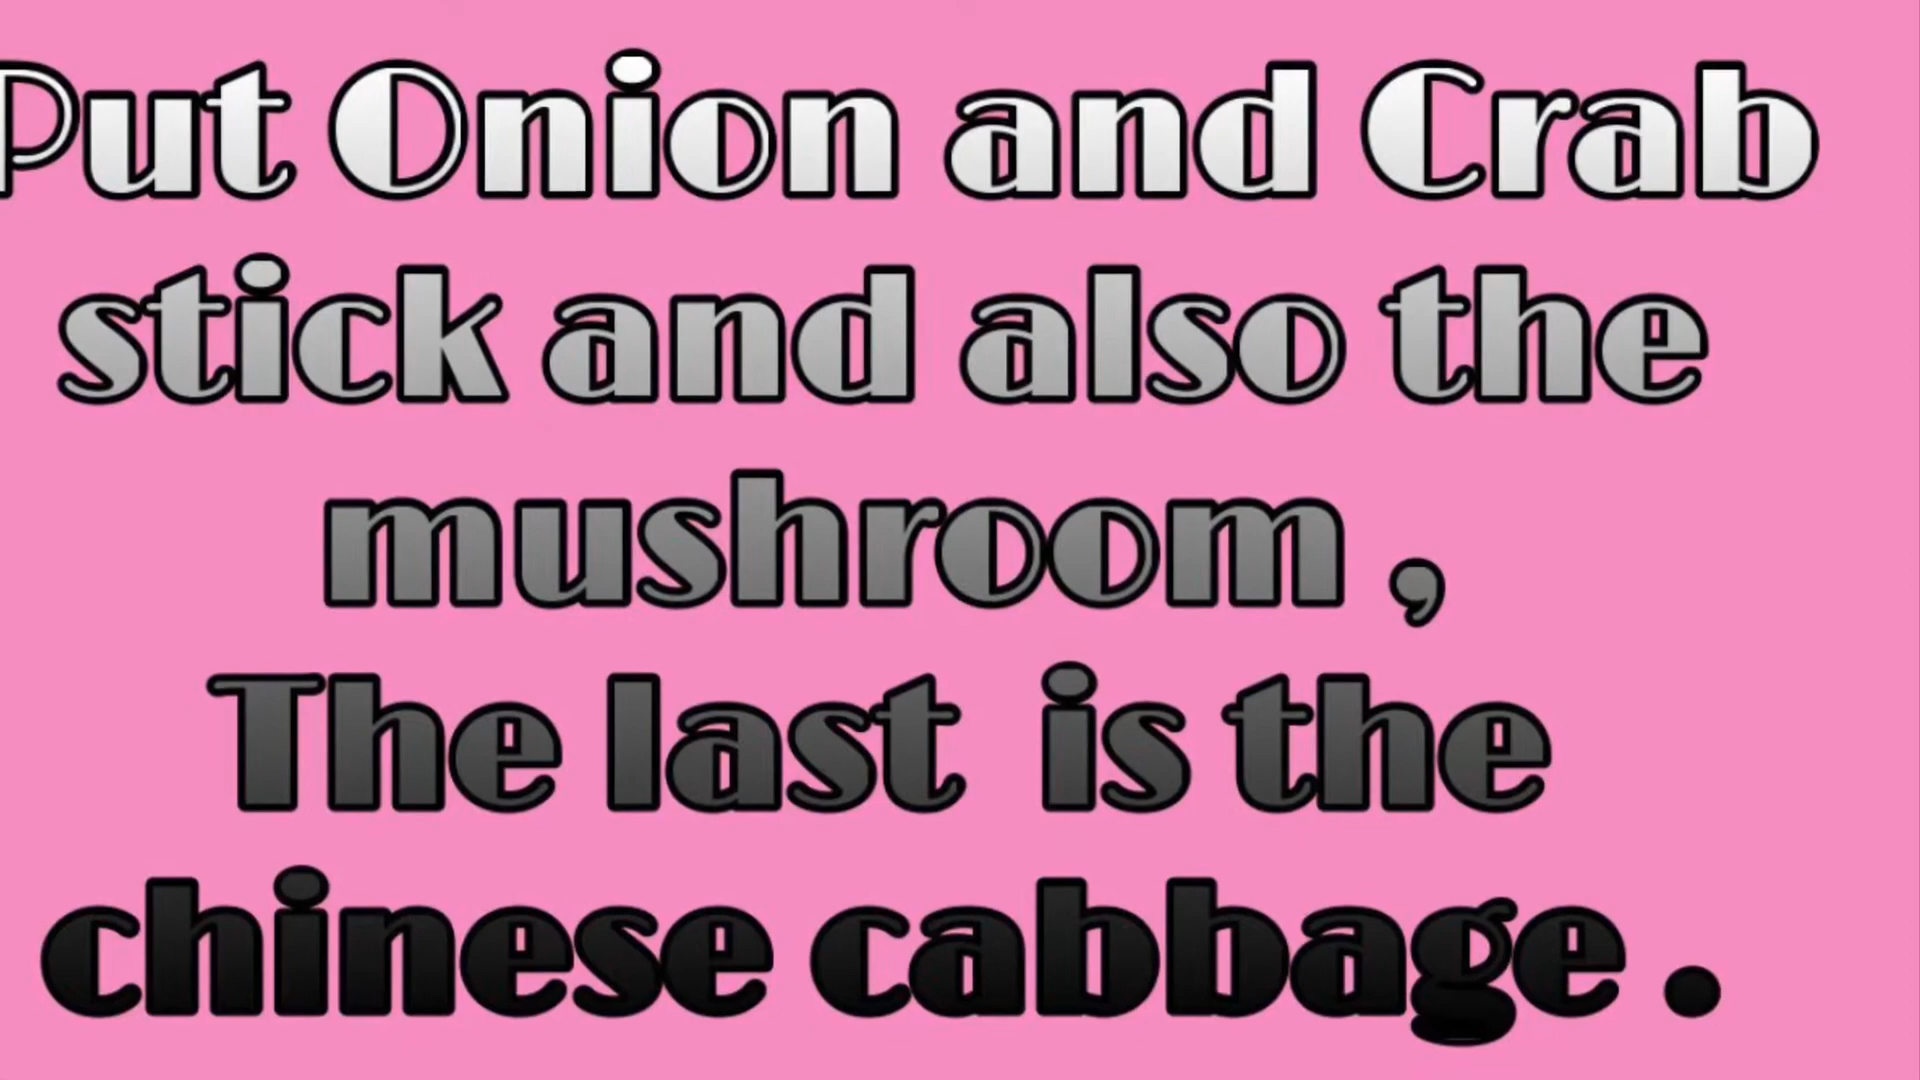 Put Onion and Crab
stick and also the
mushroom ,
The last is the
chinese cabbage .